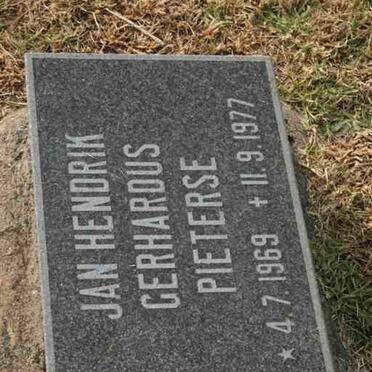 JAN HENDRIK
GERHARDUS
PIETERSE
★ 4.7.1969 + 11.9.1977